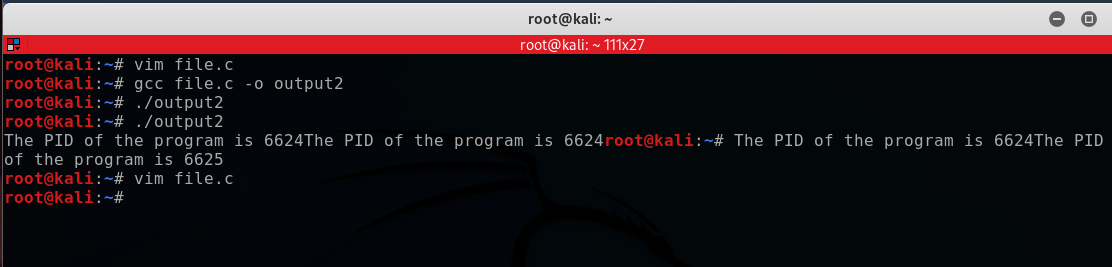 root@kali: ~
root@kali: ~ 111x27
root@kali:~# vim file.c
root@kali:~# gcc file.c -o output2
root@kali:~# ./output2
root@kali:~# ./output2
The PID of the program is 6624The PID of the program is 6624root@kali:~# The PID of the program is 6624The PID
of the program is 6625
root@kali:~# vim file.c
root@kali:~#